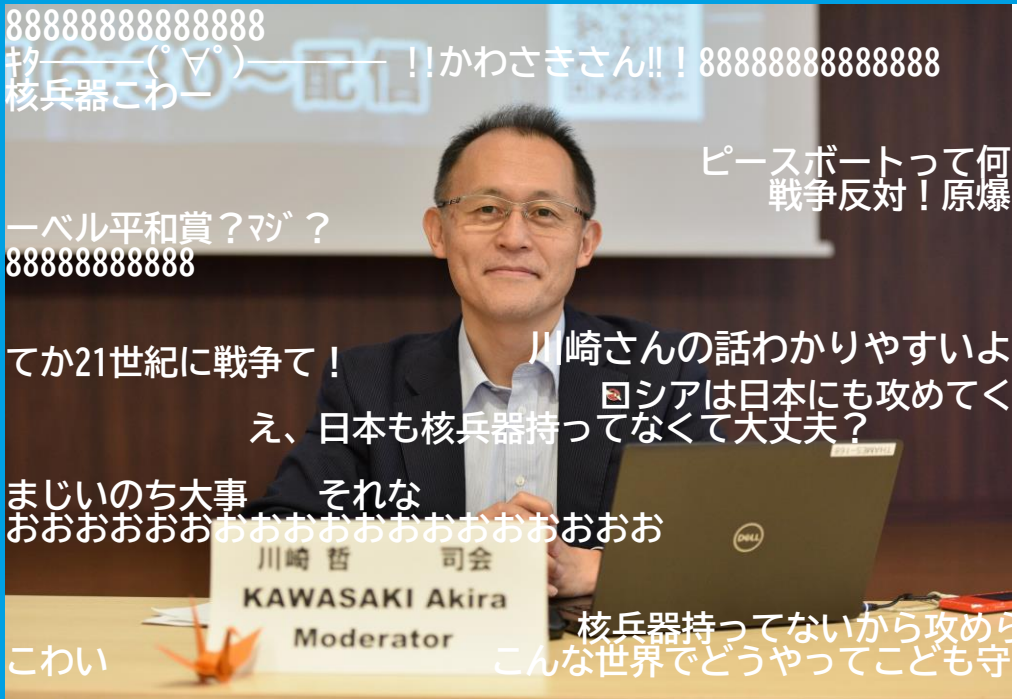 88888888888888
ｷﾀ―――(ﾟ∀ﾟ)――― !!かわさきさん‼！88888888888888
核兵器こわー
6:30～配信
ピースボートって何
戦争反対！原爆
ーベル平和賞？ﾏｼﾞ？
88888888888
川崎さんの話わかりやすいよ
てか21世紀に戦争て！
ロシアは日本にも攻めてく
え、日本も核兵器持ってなくて大丈夫？
まじいのち大事　それな
おおおおおおおおおおおおおおおおおおお
DELL
川崎 哲　司会
KAWASAKI Akira
Moderator
核兵器持ってないから攻めら
こわい
こんな世界でどうやってこども守